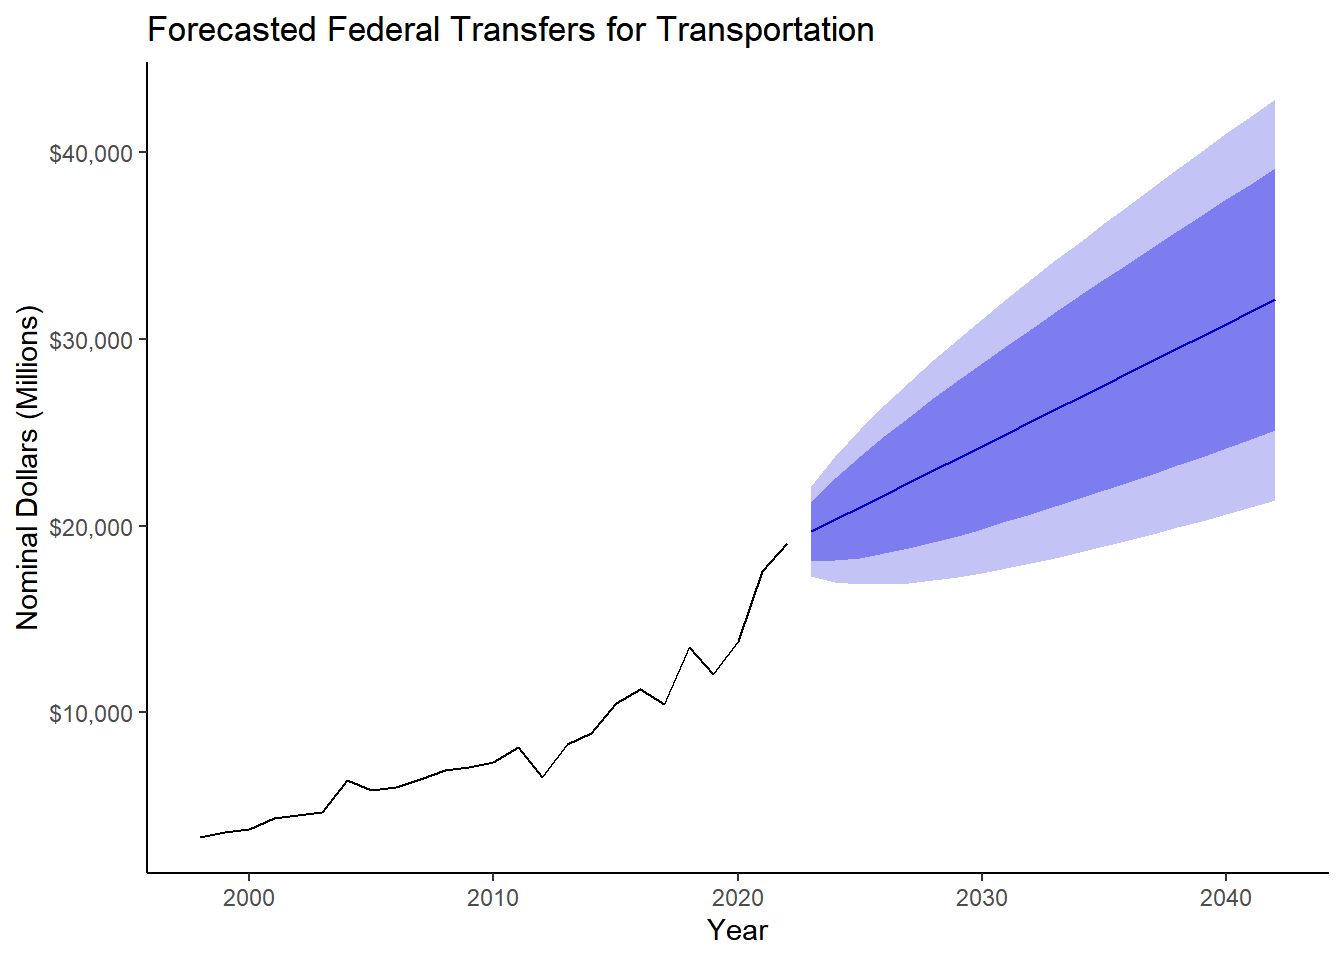 Forecasted Federal Transfers for Transportation
Nominal Dollars (Millions)
$40,000
$30,000
$20,000
$10,000
2000 2010 2020 2030 2040
Year